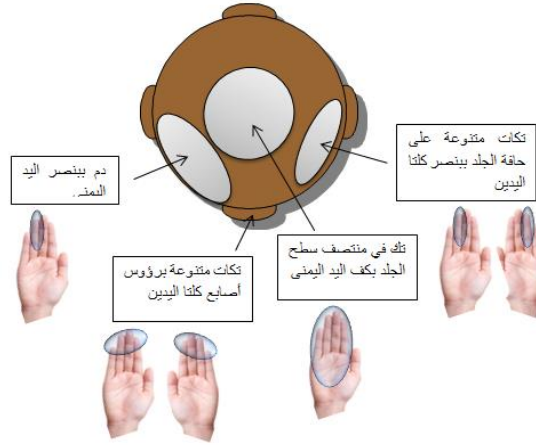 تكات متنوعة على
حافة الجلد ببنصر كلتا
اليدين
دم ببنصر اليد
اليمنى.
تك في منتصف سطح
الجلد بكف اليد اليمنى
تكات متنوعة برؤوس
أصابع كلتا اليدين